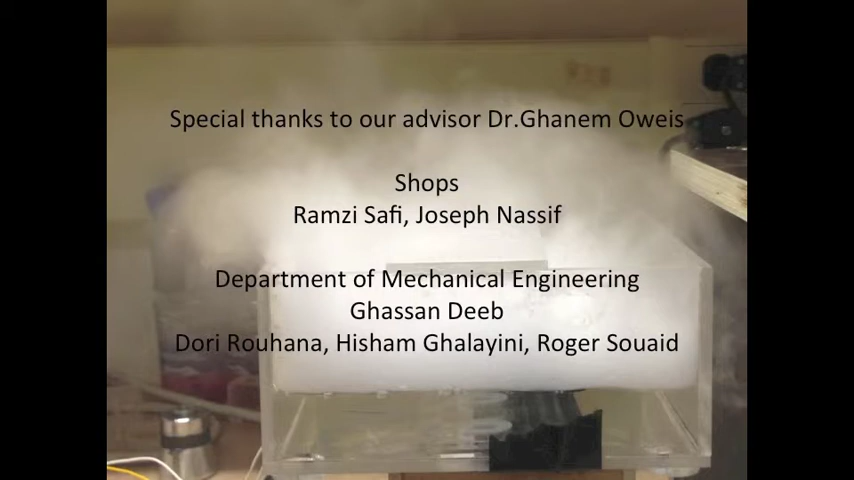 Special thanks to our advisor Dr.Ghanem Oweis
Shops
Ramzi Safi, Joseph Nassif
Department of Mechanical Engineering
Ghassan Deeb
Dori Rouhana, Hisham Ghalayini, Roger Souaid